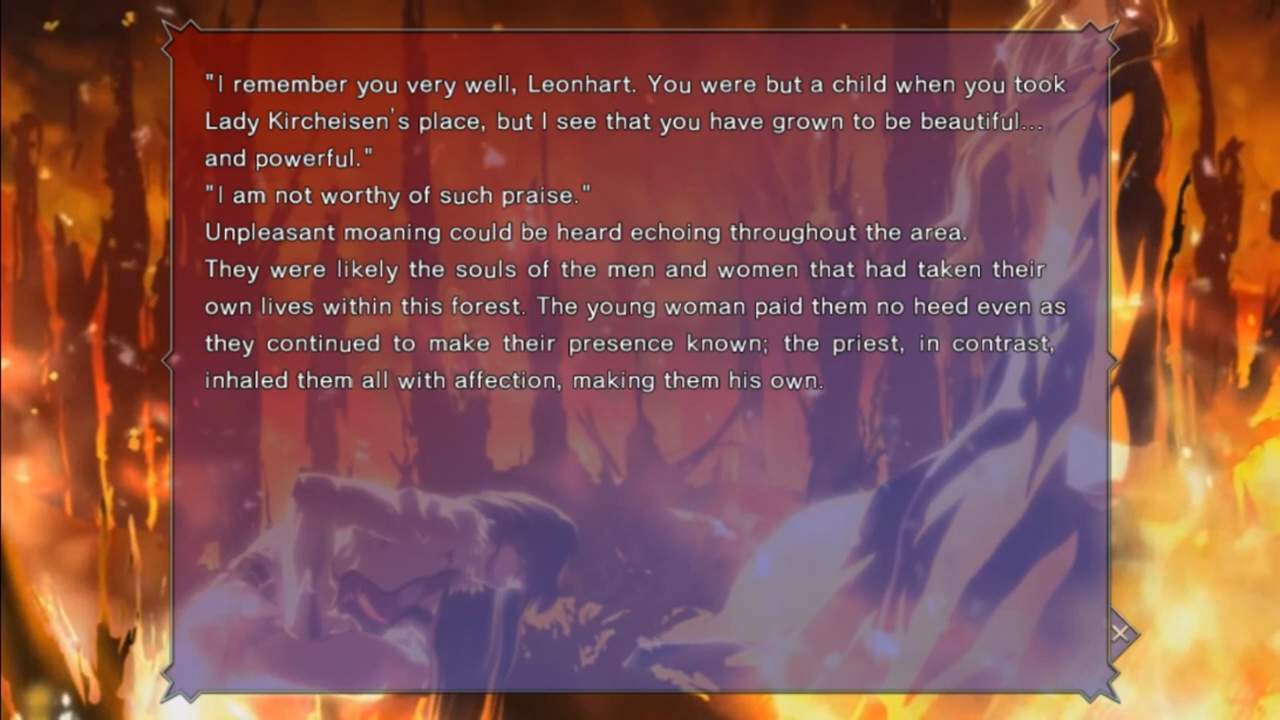 "I remember you very well, Leonhart. You were but a child when you took
Lady Kircheisen's place, but I see that you have grown to be beautiful...
and powerful."
"I am not worthy of such praise."
Unpleasant moaning could be heard echoing throughout the area.
They were likely the souls of the men and women that had taken their
own lives within this forest. The young woman paid them no heed even as
they continued to make their presence known; the priest, in contrast,
inhaled them all with affection, making them his own.